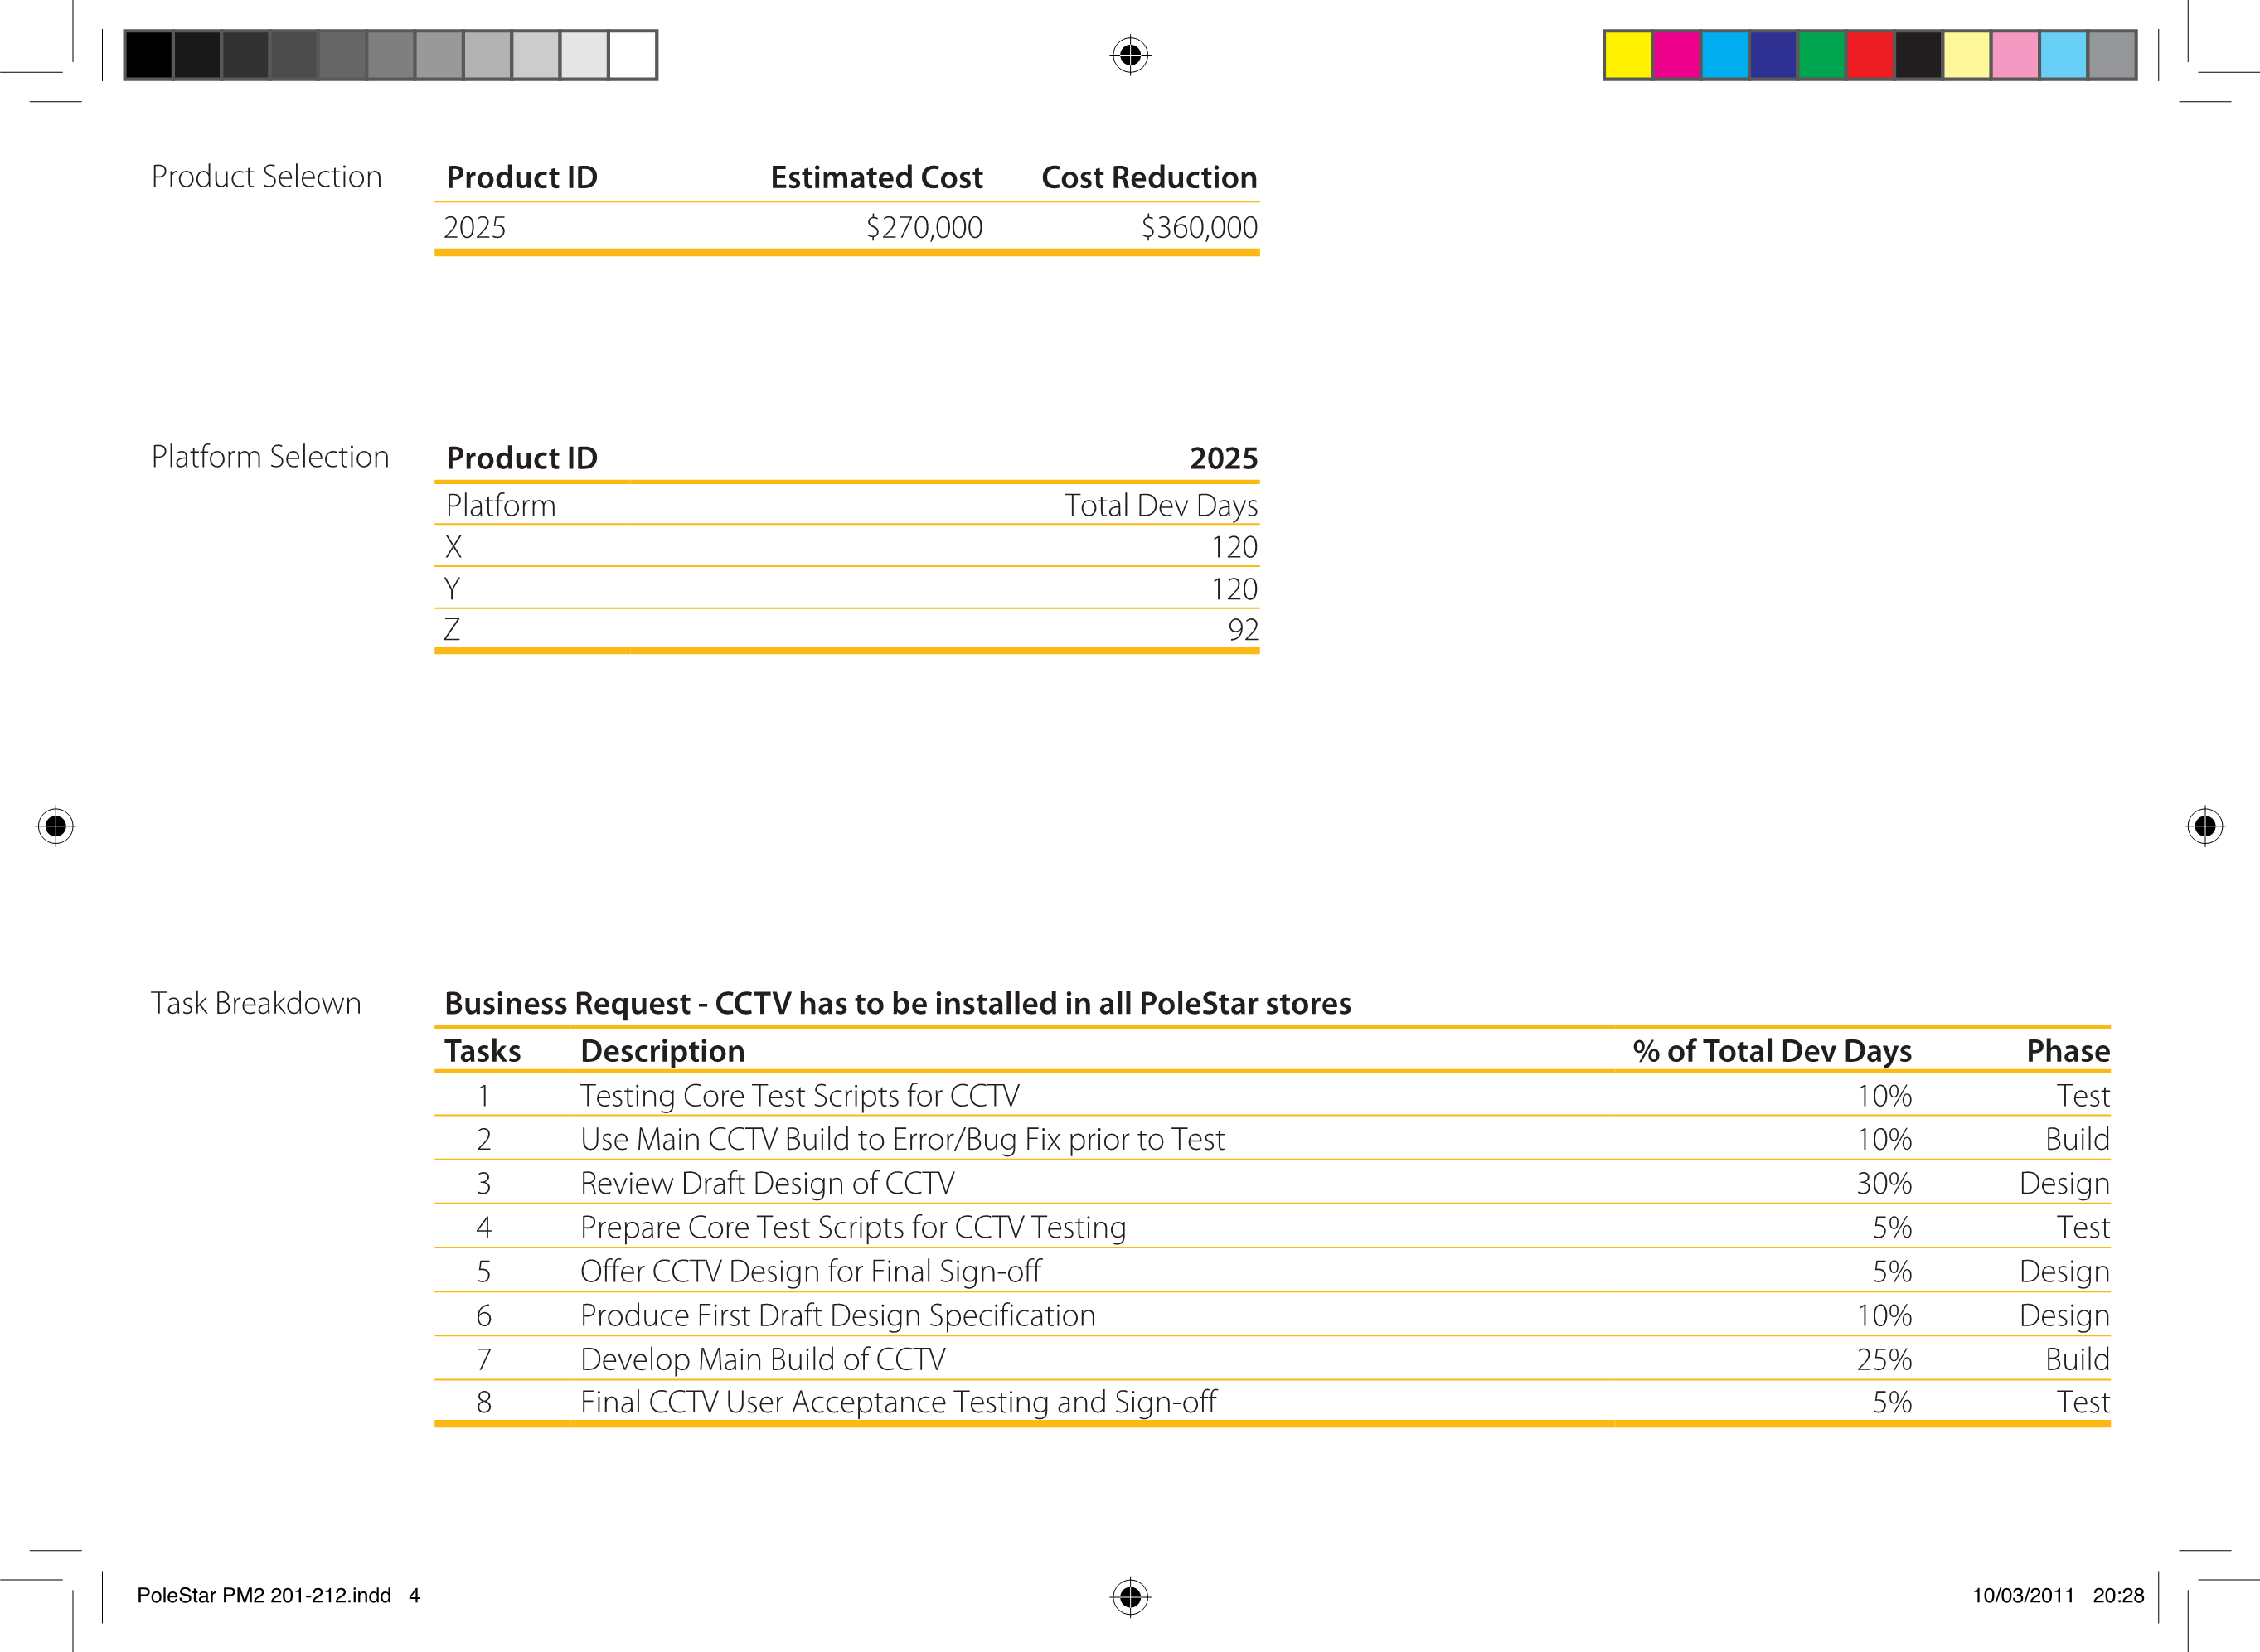 Product Selection
Product ID Estimated Cost Cost Reduction
2025 $270,000 $360,000
Platform Selection
Product ID 2025
Platform Total Dev Days
X 120
Y 120
Z 92
Task Breakdown
Business Request - CCTV has to be installed in all PoleStar stores
Tasks Description % of Total Dev Days Phase
1 Testing Core Test Scripts for CCTV 10% Test
2 Use Main CCTV Build to Error/Bug Fix prior to Test 10% Build
3 Review Draft Design of CCTV 30% Design
4 Prepare Core Test Scripts for CCTV Testing 5% Test
5 Offer CCTV Design for Final Sign-off 5% Design
6 Produce First Draft Design Specification 10% Design
7 Develop Main Build of CCTV 25% Build
8 Final CCTV User Acceptance Testing and Sign-off 5% Test
PoleStar PM2 201-212.indd 4 10/03/2011 20:28